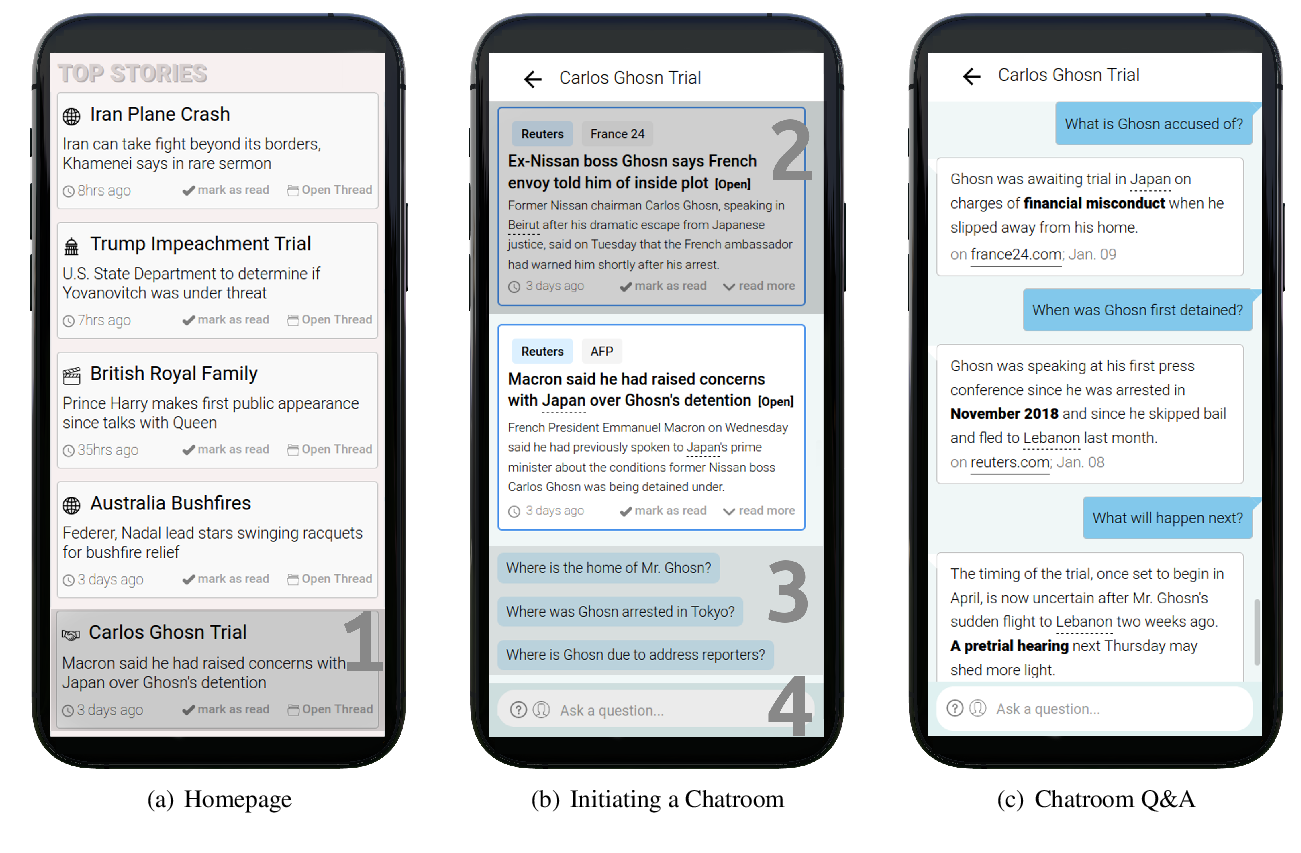 TOP STORIES
Iran Plane Crash
Iran can take fight beyond its borders,
Khamenei says in rare sermon
8hrs ago mark as read Open Thread
Trump Impeachment Trial
U.S. State Department to determine if
Yovanovitch was under threat
7hrs ago mark as read Open Thread
British Royal Family
Prince Harry makes first public appearance
since talks with Queen
35hrs ago mark as read Open Thread
Australia Bushfires
Federer, Nadal lead stars swinging racquets
for bushfire relief
3 days ago mark as read Open Thread
Carlos Ghosn Trial
1
Macron said he had raised concerns with
Japan over Ghosn's detention
3 days ago mark as read Open Thread
(a) Homepage
Carlos Ghosn Trial
Reuters France 24
2
Ex-Nissan boss Ghosn says French
envoy told him of inside plot [Open]
Former Nissan chairman Carlos Ghosn, speaking in
Beirut after his dramatic escape from Japanese
justice, said on Tuesday that the French ambassador
had warned him shortly after his arrest.
3 days ago mark as read read more
Reuters AFP
Macron said he had raised concerns
with Japan over Ghosn's detention [Open]
French President Emmanuel Macron on Wednesday
said he had previously spoken to Japan's prime
minister about the conditions former Nissan boss
Carlos Ghosn was being detained under.
3 days ago mark as read read more
Where is the home of Mr. Ghosn?
3
Where was Ghosn arrested in Tokyo?
Where is Ghosn due to address reporters?
4
? Ask a question...
(b) Initiating a Chatroom
Carlos Ghosn Trial
What is Ghosn accused of?
Ghosn was awaiting trial in Japan on
charges of financial misconduct when he
slipped away from his home.
on france24.com; Jan. 09
When was Ghosn first detained?
Ghosn was speaking at his first press
conference since he was arrested in
November 2018 and since he skipped bail
and fled to Lebanon last month.
on reuters.com; Jan. 08
What will happen next?
The timing of the trial, once set to begin in
April, is now uncertain after Mr. Ghosn's
sudden flight to Lebanon two weeks ago.
A pretrial hearing next Thursday may
shed more light.
? Ask a question...
(c) Chatroom Q&A